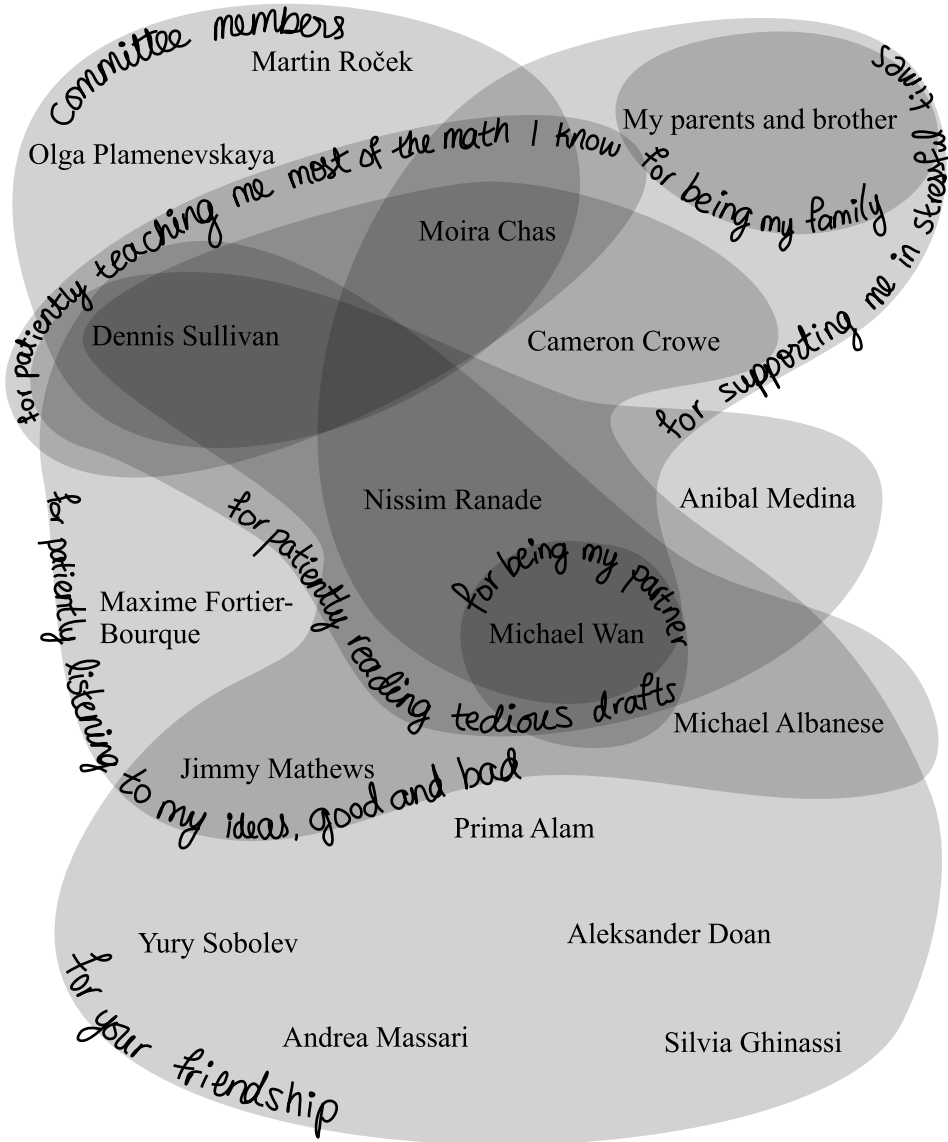 committee members
Martin Roček
My parents and brother
for supporting me in stressful times
Olga Plamenevskaya
for patiently teaching me most of the math I know
for being my family
Moira Chas
Dennis Sullivan
Cameron Crowe
Nissim Ranade
Anibal Medina
for patiently reading tedious drafts
for being my partner
Maxime Fortier-
Bourque
Michael Wan
for patiently listening to my ideas, good and bad
Michael Albanese
Jimmy Mathews
Prima Alam
Yury Sobolev
Aleksander Doan
for your friendship
Andrea Massari
Silvia Ghinassi